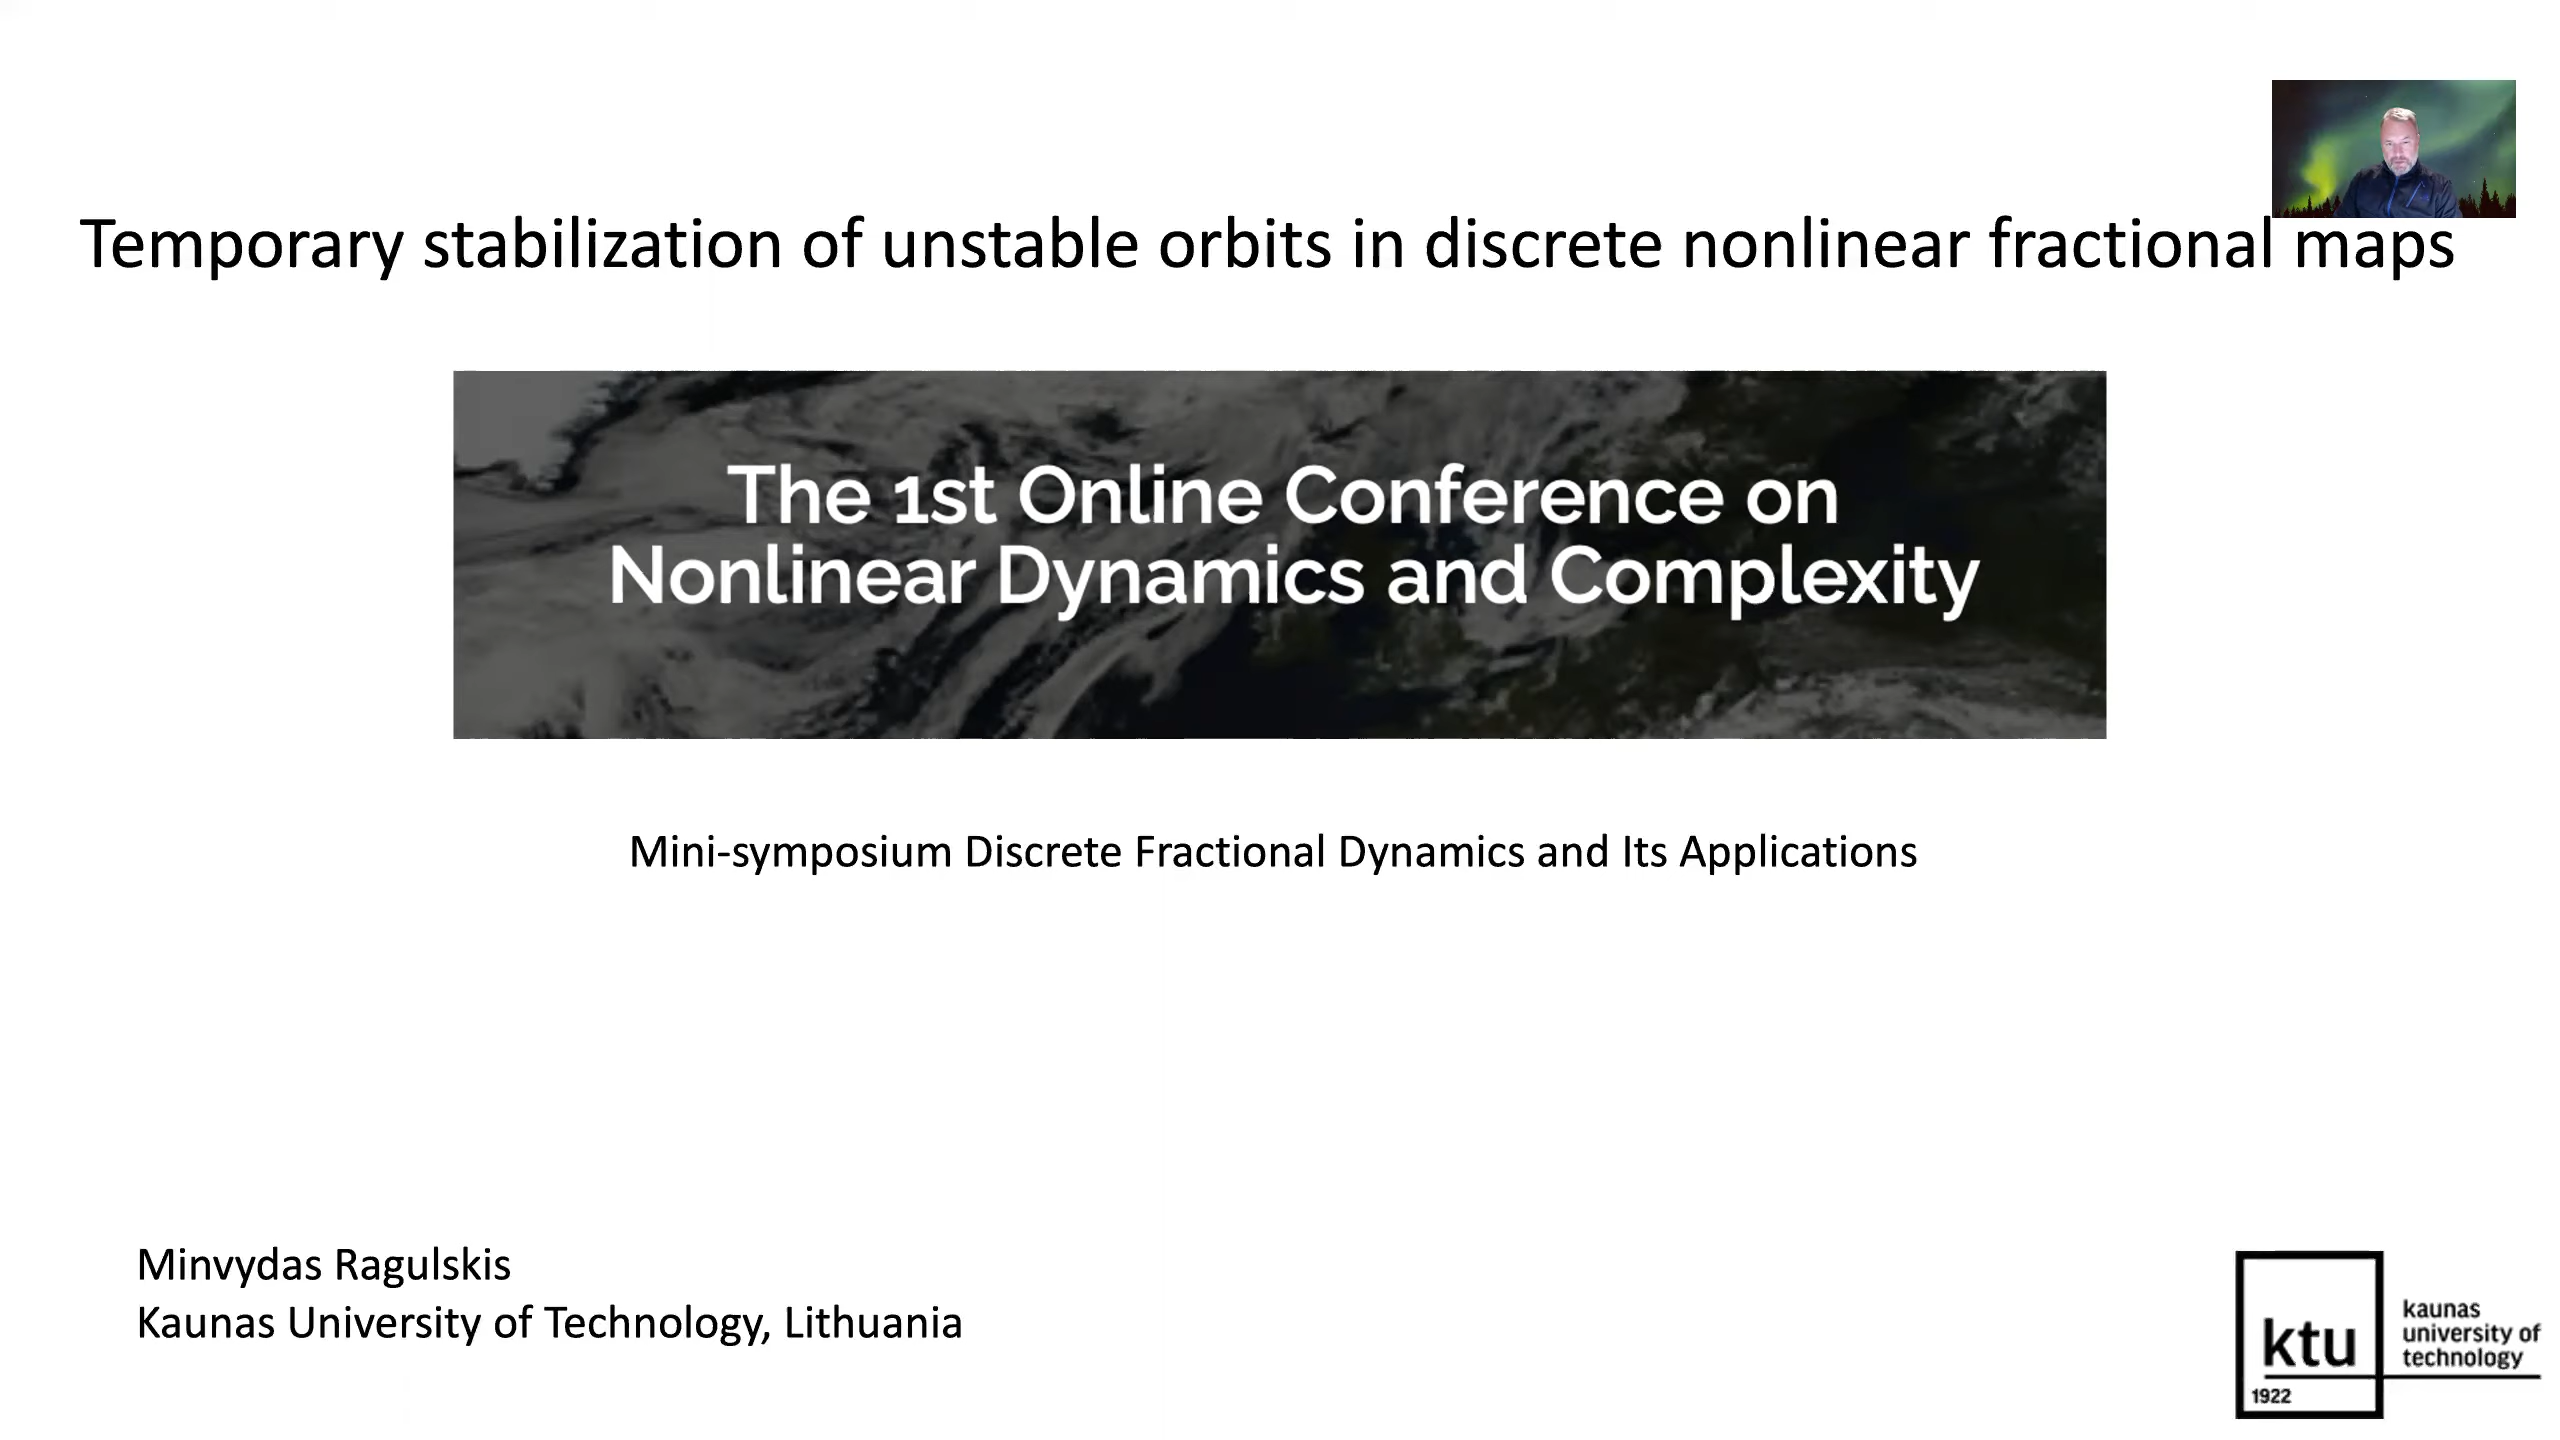 Temporary stabilization of unstable orbits in discrete nonlinear fractional maps
The 1st Online Conference on
Nonlinear Dynamics and Complexity
Mini-symposium Discrete Fractional Dynamics and Its Applications
Minvydas Ragulskis
Kaunas University of Technology, Lithuania
ktu
1922
kaunas
university of
technology